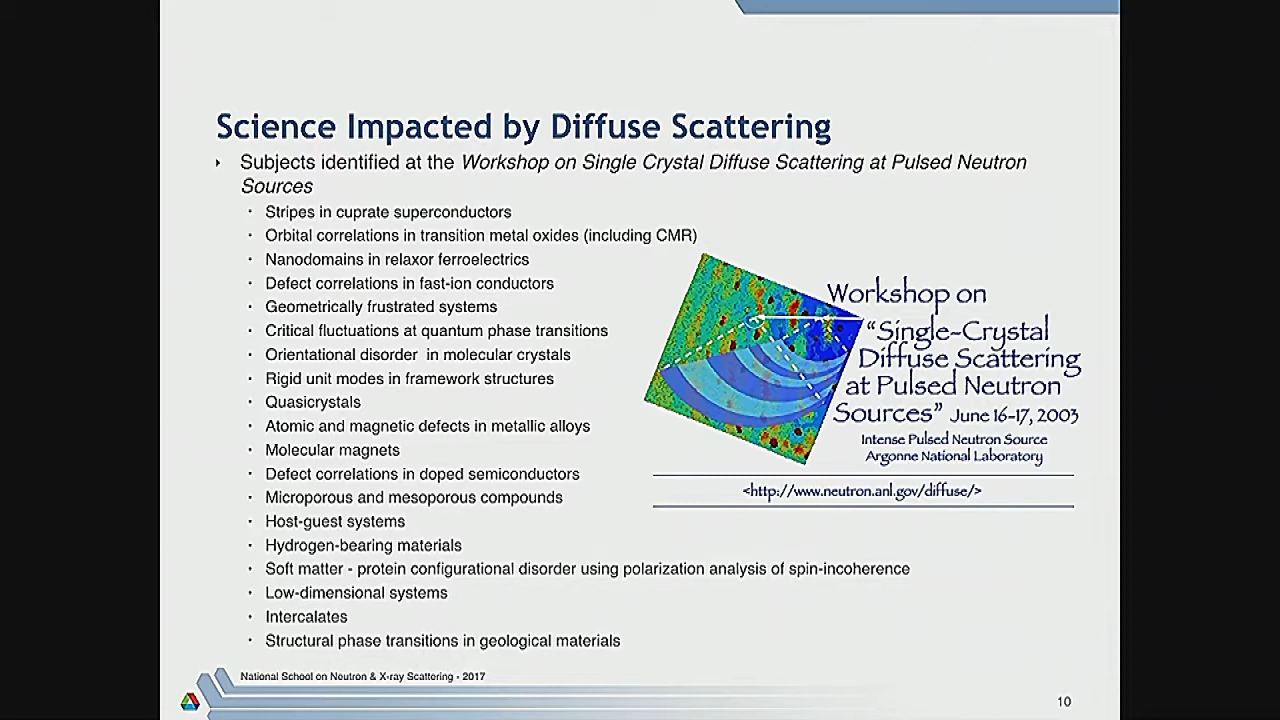 Science Impacted by Diffuse Scattering
‣ Subjects identified at the Workshop on Single Crystal Diffuse Scattering at Pulsed Neutron
Sources
· Stripes in cuprate superconductors
· Orbital correlations in transition metal oxides (including CMR)
· Nanodomains in relaxor ferroelectrics
· Defect correlations in fast-ion conductors
· Geometrically frustrated systems
· Critical fluctuations at quantum phase transitions
· Orientational disorder in molecular crystals
· Rigid unit modes in framework structures
· Quasicrystals
· Atomic and magnetic defects in metallic alloys
· Molecular magnets
· Defect correlations in doped semiconductors
· Microporous and mesoporous compounds
· Host-guest systems
· Hydrogen-bearing materials
· Soft matter - protein configurational disorder using polarization analysis of spin-incoherence
· Low-dimensional systems
· Intercalates
· Structural phase transitions in geological materials
Workshop on
“Single-Crystal
Diffuse Scattering
at Pulsed Neutron
Sources” June 16-17, 2003
Intense Pulsed Neutron Source
Argonne National Laboratory
<http://www.neutron.anl.gov/diffuse/>
National School on Neutron & X-ray Scattering - 2017
10